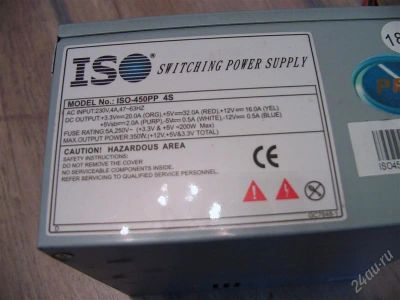 ISO SWITCHING POWER SUPPLY
MODEL No.: ISO-450PP 4S
AC INPUT:230V,4A,47~63HZ
DC OUTPUT:+3.3V=20.0A (ORG),+5V=32.0A (RED),+12V=16.0A (YEL)
+5Vsb=2.0A (PURP),-5V=0.5A (WHITE),-12V=0.5A (BLUE)
FUSE RATING:5A,250V~ (+3.3V & +5V =200W Max)
MAX.OUTPUT POWER:350W,(+12V,+5V&3.3V TOTAL)
CAUTION! HAZARDOUS AREA
DO NOT REMOVE THE COVER!
NO SERVICEABLE COMPONENTS INSIDE.
REFER SERVICING TO QUALIFIED SERVICE PERSONNEL.
CE
18
ISO45
24au.ru